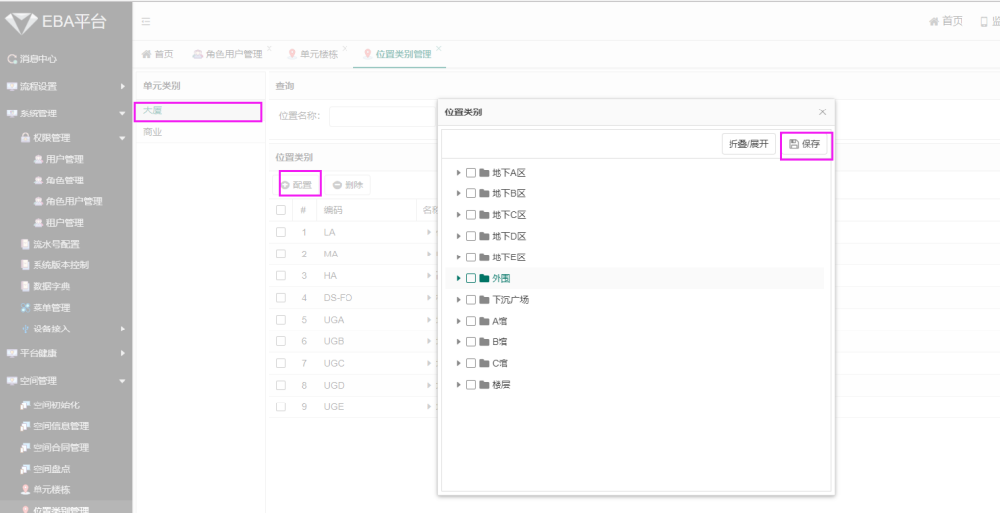 EBA平台
首页
消息中心
流程设置
系统管理
权限管理
用户管理
角色管理
角色用户管理
租户管理
流水号配置
系统版本控制
数据字典
菜单管理
设备接入
平台健康
空间管理
空间初始化
空间信息管理
空间合同管理
空间盘点
单元楼栋
位置类别管理
首页 角色用户管理 × 单元楼栋 × 位置类别管理 ×
单元类别
大厦
商业
查询
位置名称:
位置类别
配置 删除
# 编码
1 LA
2 MA
3 HA
4 DS-FO
5 UGA
6 UGB
7 UGC
8 UGD
9 UGE
位置类别 ×
折叠/展开 保存
地下A区
地下B区
地下C区
地下D区
地下E区
外围
下沉广场
A馆
B馆
C馆
楼层